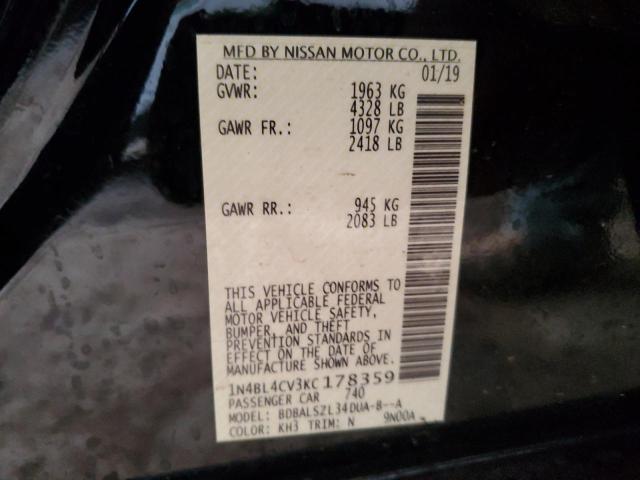 MFD BY NISSAN MOTOR CO., LTD.
DATE: 01/19
GVWR: 1963 KG
4328 LB
GAWR FR.: 1097 KG
2418 LB
GAWR RR.: 945 KG
2083 LB
THIS VEHICLE CONFORMS TO
ALL APPLICABLE FEDERAL
MOTOR VEHICLE SAFETY,
BUMPER, AND THEFT
PREVENTION STANDARDS IN
EFFECT ON THE DATE OF
MANUFACTURE SHOWN ABOVE.
1N4BL4CV3KC178359
PASSENGER CAR 740
MODEL: BDBALSZL34DUA-8--A
COLOR: KH3 TRIM: N 9N00A